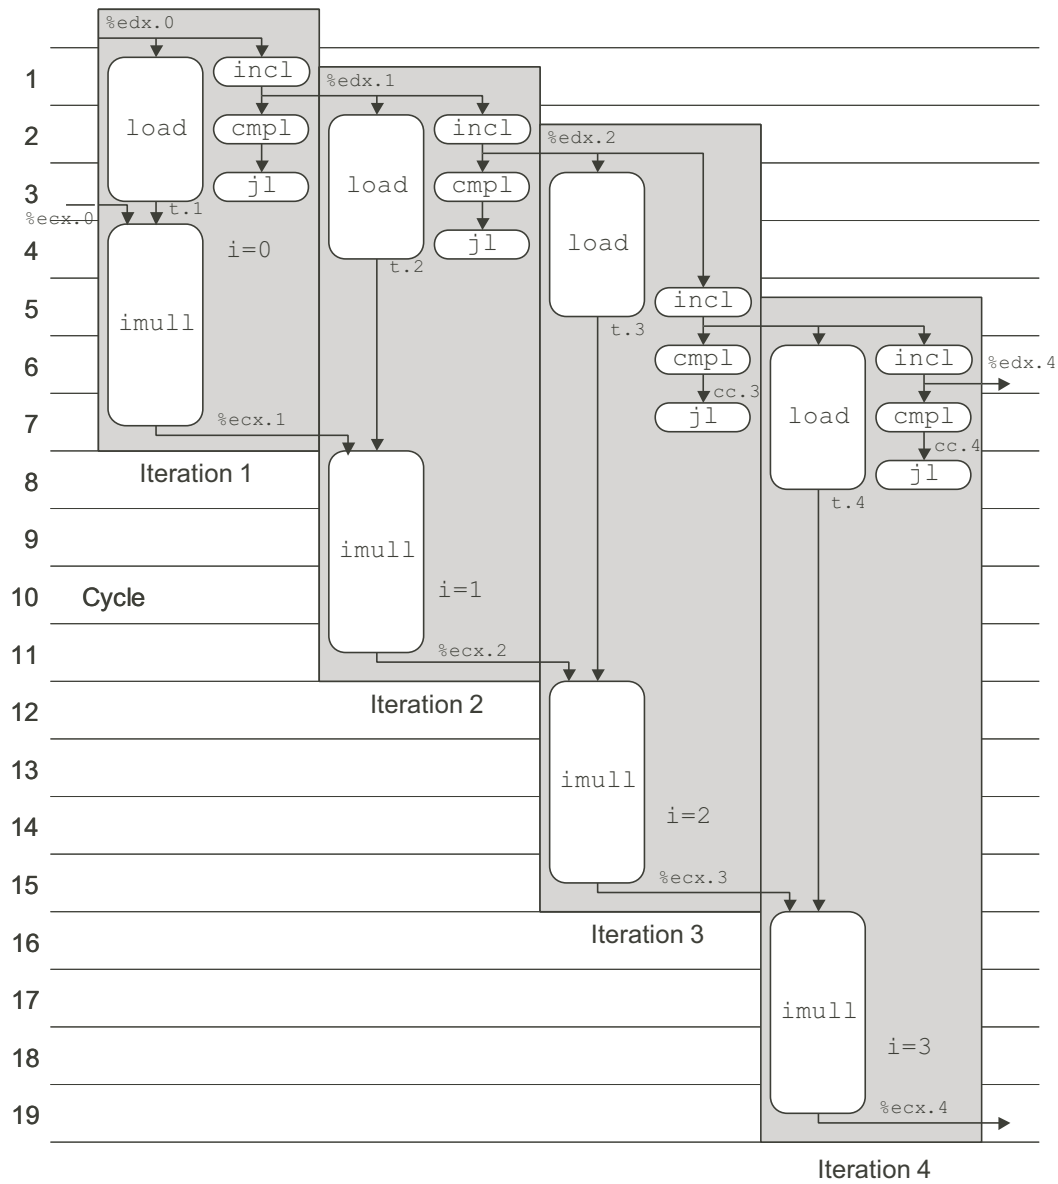 %edx.0
1 incl %edx.1
2 load cmpl incl %edx.2
3 jl load cmpl
%ecx.0 t.1
4 i=0 jl load
t.2
5 imull incl
t.3
6 cmpl incl %edx.4
cc.3
7 %ecx.1 jl load cmpl
cc.4
8 Iteration 1 jl
t.4
9 imull
10 Cycle i=1
11 %ecx.2
12 Iteration 2
13 imull
14 i=2
15 %ecx.3
16 Iteration 3
17 imull
18 i=3
19 %ecx.4
Iteration 4